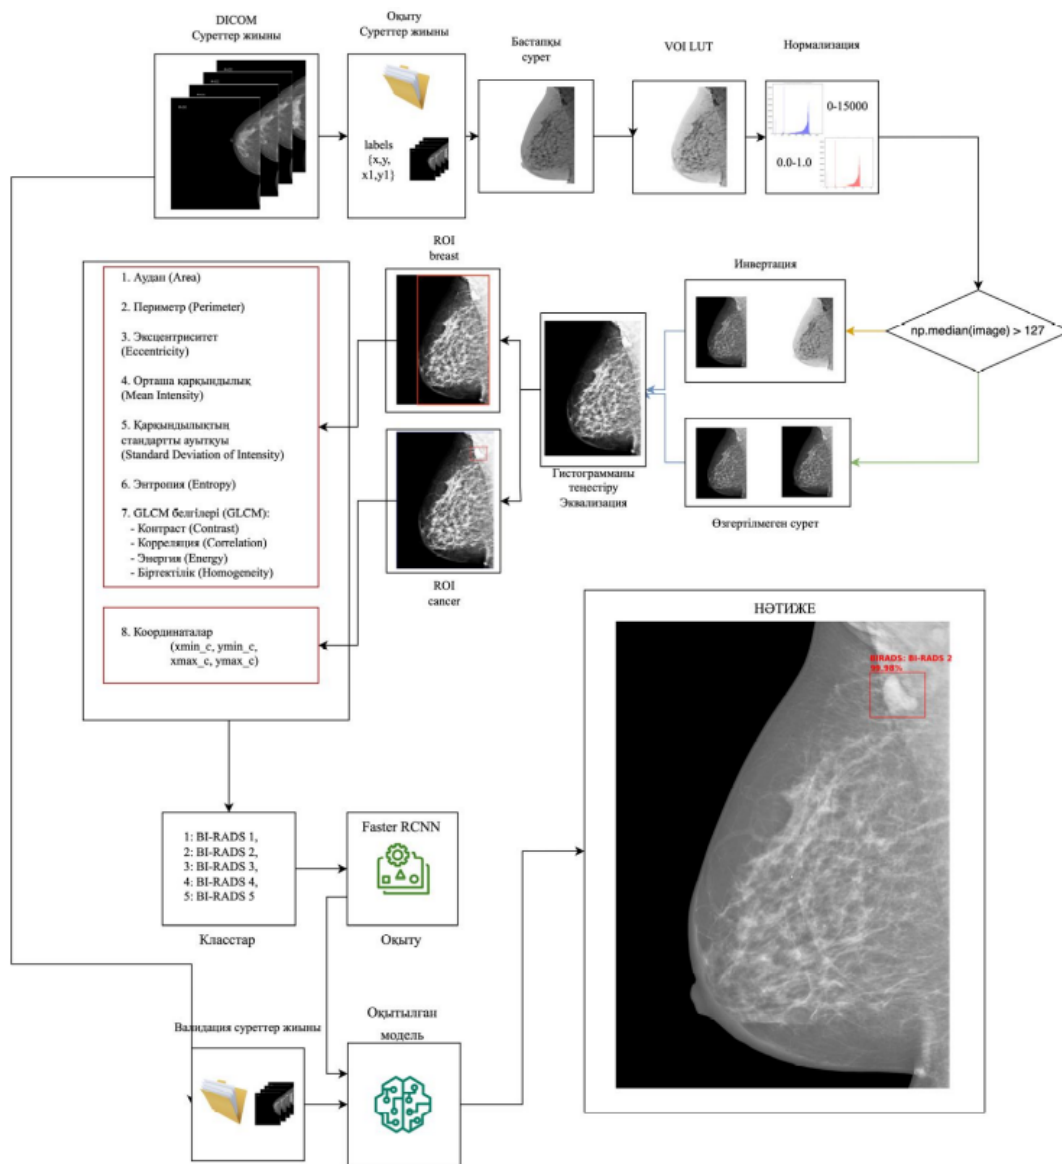 DICOM
Суреттер жиыны
Оқыту
Суреттер жиыны
labels
{x,y,
x1,y1}
Бастапқы
сурет
VOI LUT
Нормализация
0-15000
0.0-1.0
np.median(image) > 127
Инвертация
Өзгертілмеген сурет
Гистограмманы
теңестіру
Эквализация
ROI
breast
ROI
cancer
1. Аудан (Area)
2. Периметр (Perimeter)
3. Эксцентриситет
(Eccentricity)
4. Орташа қарқындылық
(Mean Intensity)
5. Қарқындылықтың
стандартты ауытқуы
(Standard Deviation of Intensity)
6. Энтропия (Entropy)
7. GLCM белгілері (GLCM):
- Контраст (Contrast)
- Корреляция (Correlation)
- Энергия (Energy)
- Біртектілік (Homogeneity)
8. Координаталар
(xmin_c, ymin_c,
xmax_c, ymax_c)
1: BI-RADS 1,
2: BI-RADS 2,
3: BI-RADS 3,
4: BI-RADS 4,
5: BI-RADS 5
Класстар
Faster RCNN
Оқыту
Валидация суреттер жиыны
Оқытылған
модель
НӘТИЖЕ
BIRADS: BI-RADS 2
99.98%